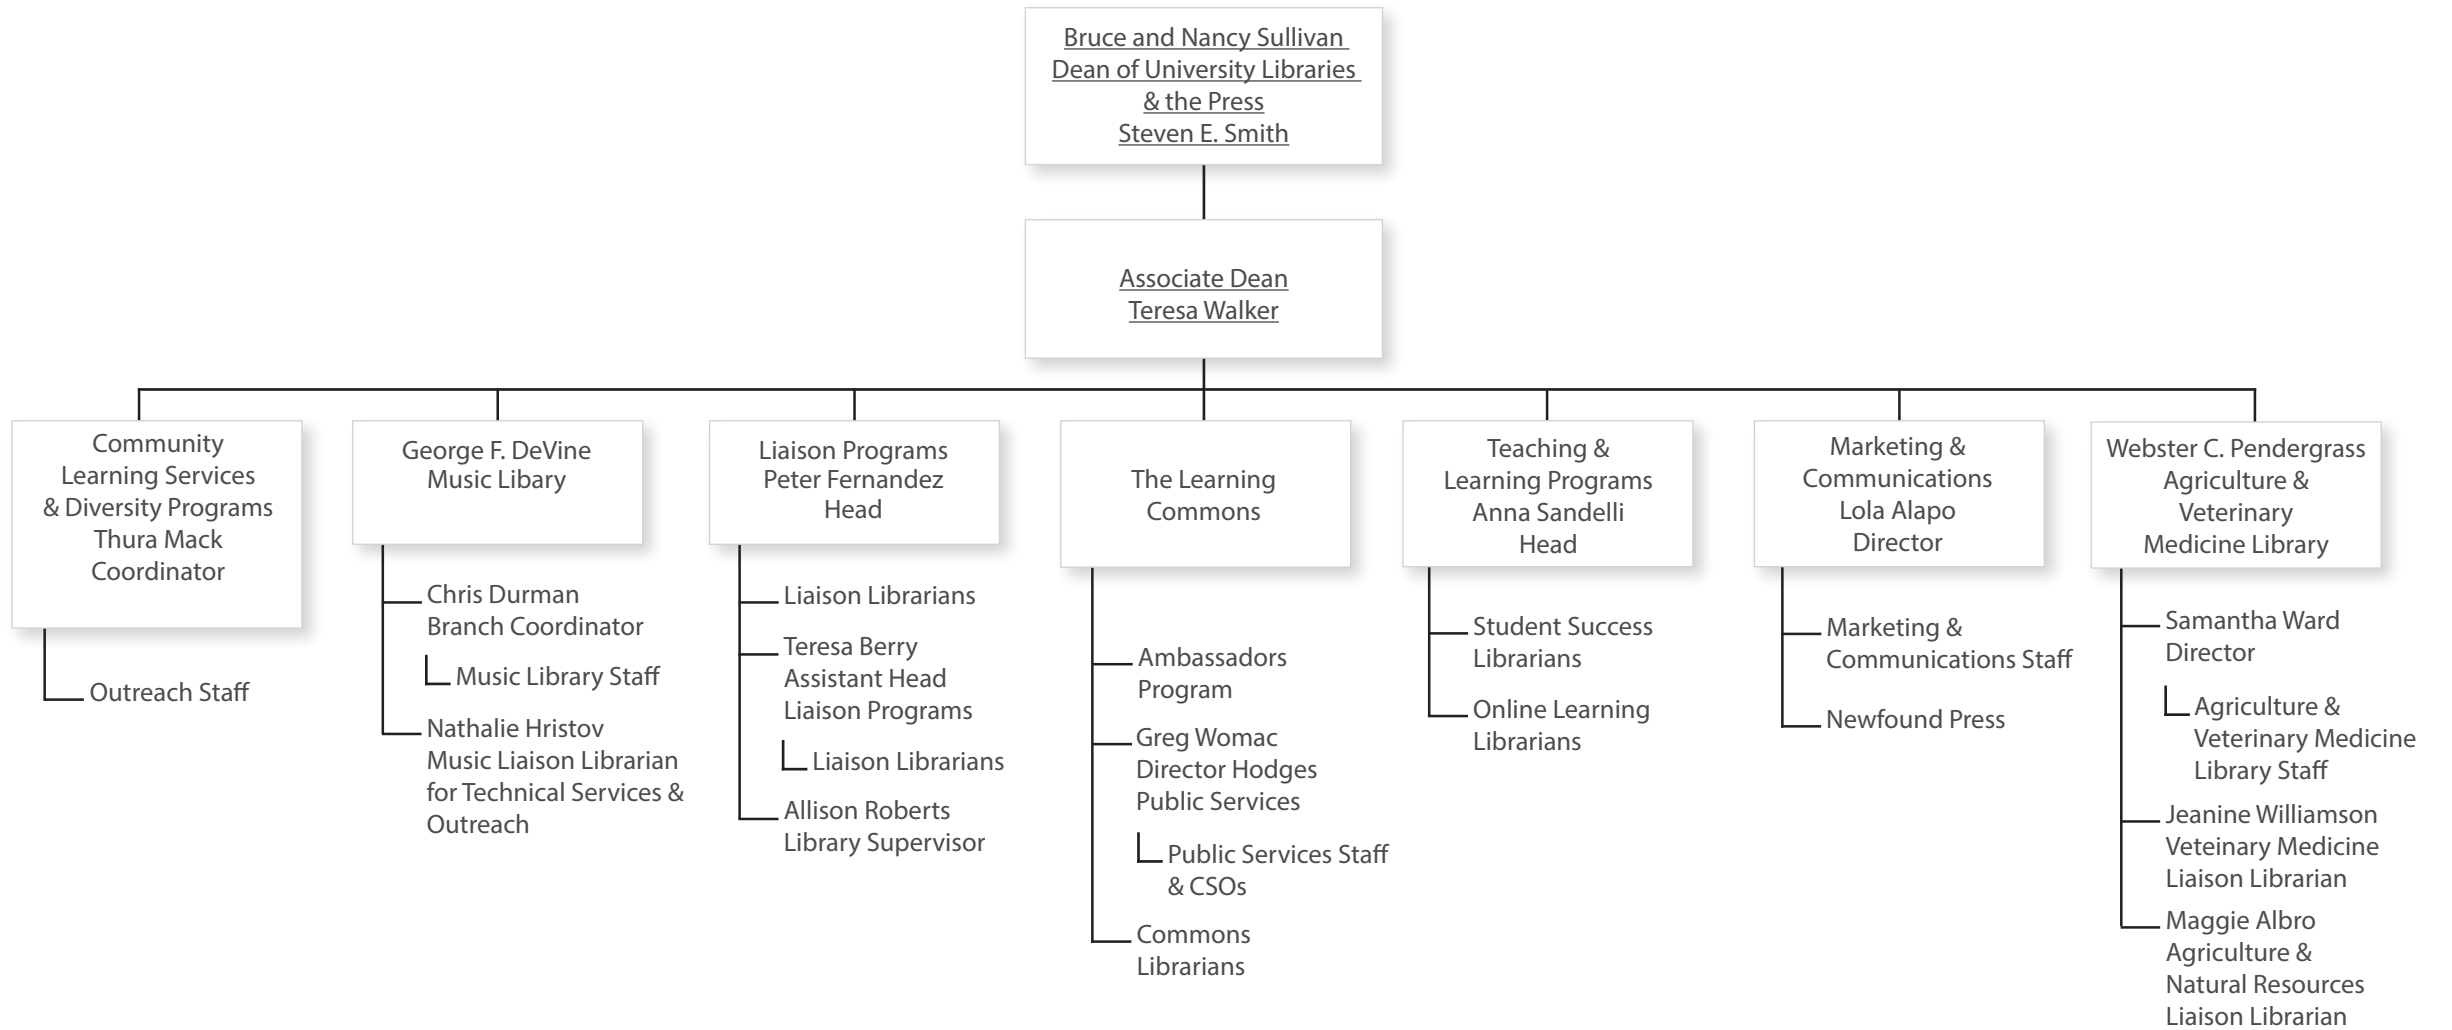 Bruce and Nancy Sullivan
Dean of University Libraries
& the Press
Steven E. Smith
Associate Dean
Teresa Walker
Community
Learning Services
& Diversity Programs
Thura Mack
Coordinator
Outreach Staff
George F. DeVine
Music Libary
Chris Durman
Branch Coordinator
Music Library Staff
Nathalie Hristov
Music Liaison Librarian
for Technical Services &
Outreach
Liaison Programs
Peter Fernandez
Head
Liaison Librarians
Teresa Berry
Assistant Head
Liaison Programs
Liaison Librarians
Allison Roberts
Library Supervisor
The Learning
Commons
Ambassadors
Program
Greg Womac
Director Hodges
Public Services
Public Services Staff
& CSOs
Commons
Librarians
Teaching &
Learning Programs
Anna Sandelli
Head
Student Success
Librarians
Online Learning
Librarians
Marketing &
Communications
Lola Alapo
Director
Marketing &
Communications Staff
Newfound Press
Webster C. Pendergrass
Agriculture &
Veterinary
Medicine Library
Samantha Ward
Director
Agriculture &
Veterinary Medicine
Library Staff
Jeanine Williamson
Veteinary Medicine
Liaison Librarian
Maggie Albro
Agriculture &
Natural Resources
Liaison Librarian